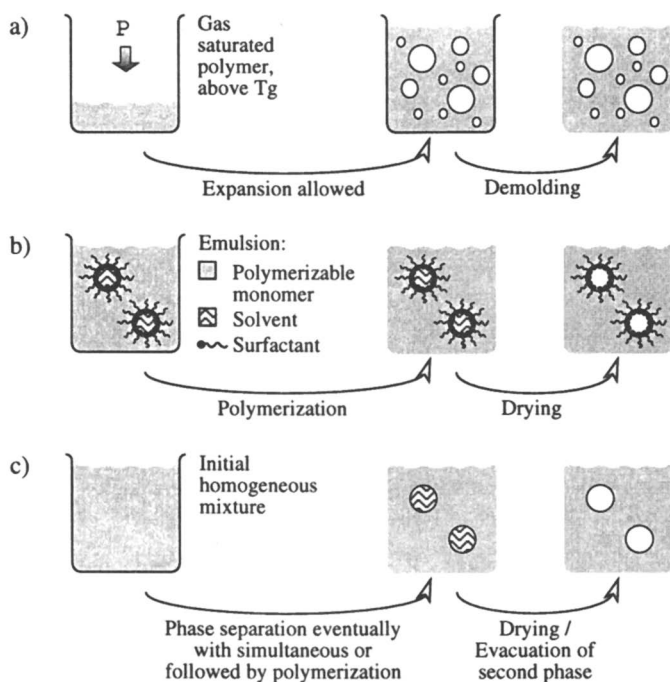 a)
P
Gas
saturated
polymer,
above Tg
Expansion allowed
Demolding
b)
Emulsion:
Polymerizable
monomer
Solvent
Surfactant
Polymerization
Drying
c)
Initial
homogeneous
mixture
Phase separation eventually
with simultaneous or
followed by polymerization
Drying /
Evacuation of
second phase